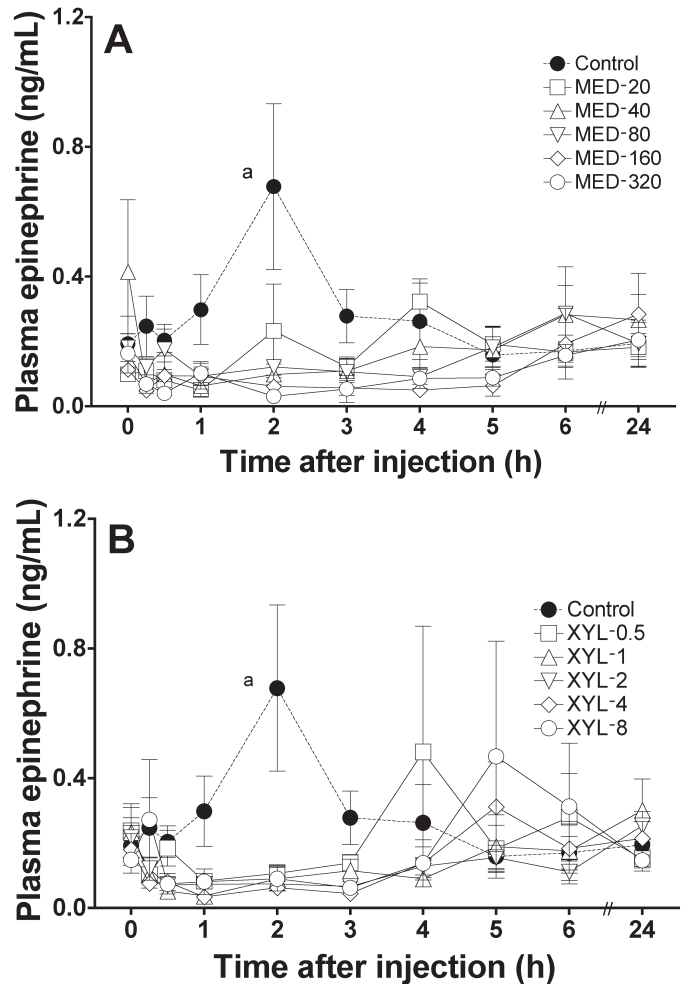 A
Plasma epinephrine (ng/mL)
1.2
0.8
0.4
0.0
a
Control
MED-20
MED-40
MED-80
MED-160
MED-320
0 1 2 3 4 5 6 // 24
Time after injection (h)
B
Plasma epinephrine (ng/mL)
1.2
0.8
0.4
0.0
a
Control
XYL-0.5
XYL-1
XYL-2
XYL-4
XYL-8
0 1 2 3 4 5 6 // 24
Time after injection (h)